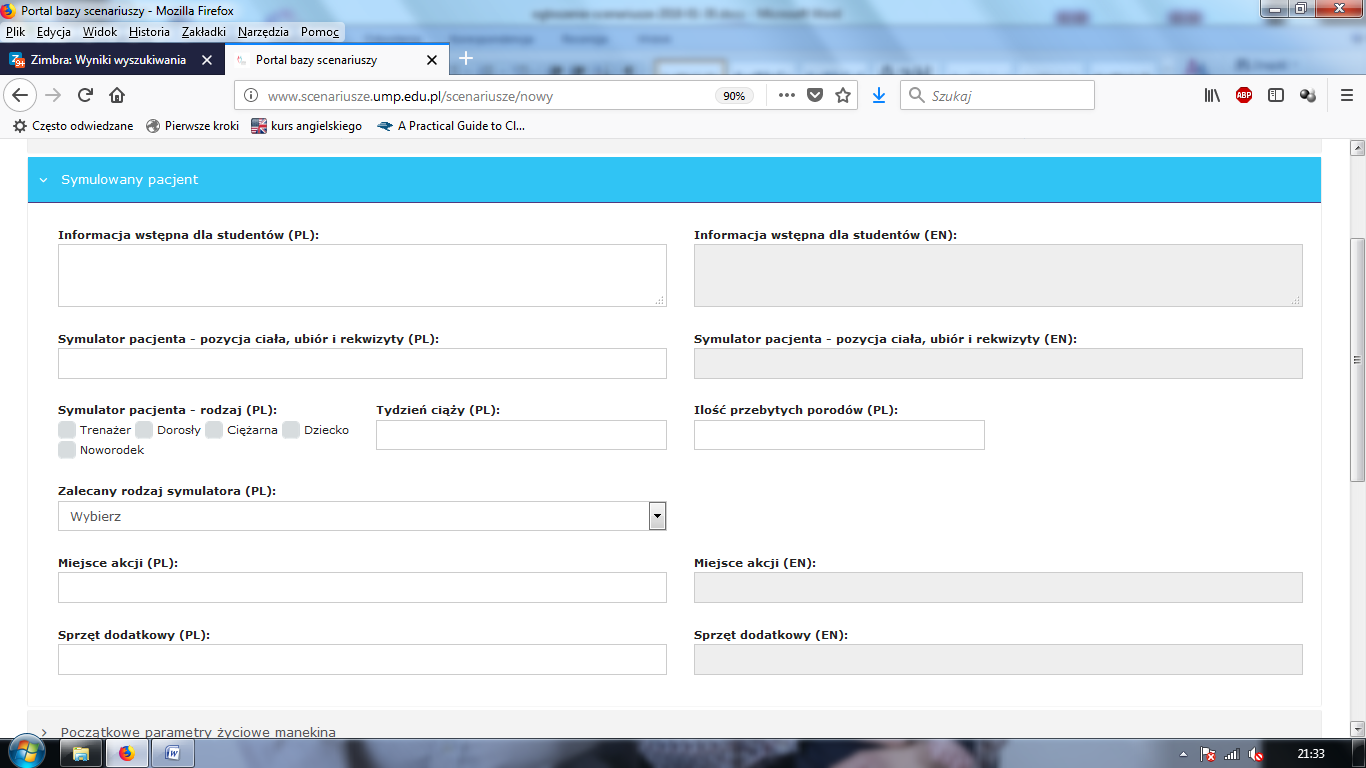 Portal bazy scenariuszy - Mozilla Firefox
Plik Edycja Widok Historia Zakładki Narzędzia Pomoc
Zimbra: Wyniki wyszukiwania
Portal bazy scenariuszy
www.scenariusze.ump.edu.pl/scenariusze/nowy
90%
Szukaj
ABP
Często odwiedzane
Pierwsze kroki
kurs angielskiego
A Practical Guide to Cl...
Symulowany pacjent
Informacja wstępna dla studentów (PL):
Informacja wstępna dla studentów (EN):
Symulator pacjenta - pozycja ciała, ubiór i rekwizyty (PL):
Symulator pacjenta - pozycja ciała, ubiór i rekwizyty (EN):
Symulator pacjenta - rodzaj (PL):
Trenażer Dorosły Ciężarna Dziecko
Noworodek
Tydzień ciąży (PL):
Ilość przebytych porodów (PL):
Zalecany rodzaj symulatora (PL):
Wybierz
Miejsce akcji (PL):
Miejsce akcji (EN):
Sprzęt dodatkowy (PL):
Sprzęt dodatkowy (EN):
Początkowe parametry życiowe manekina
21:33